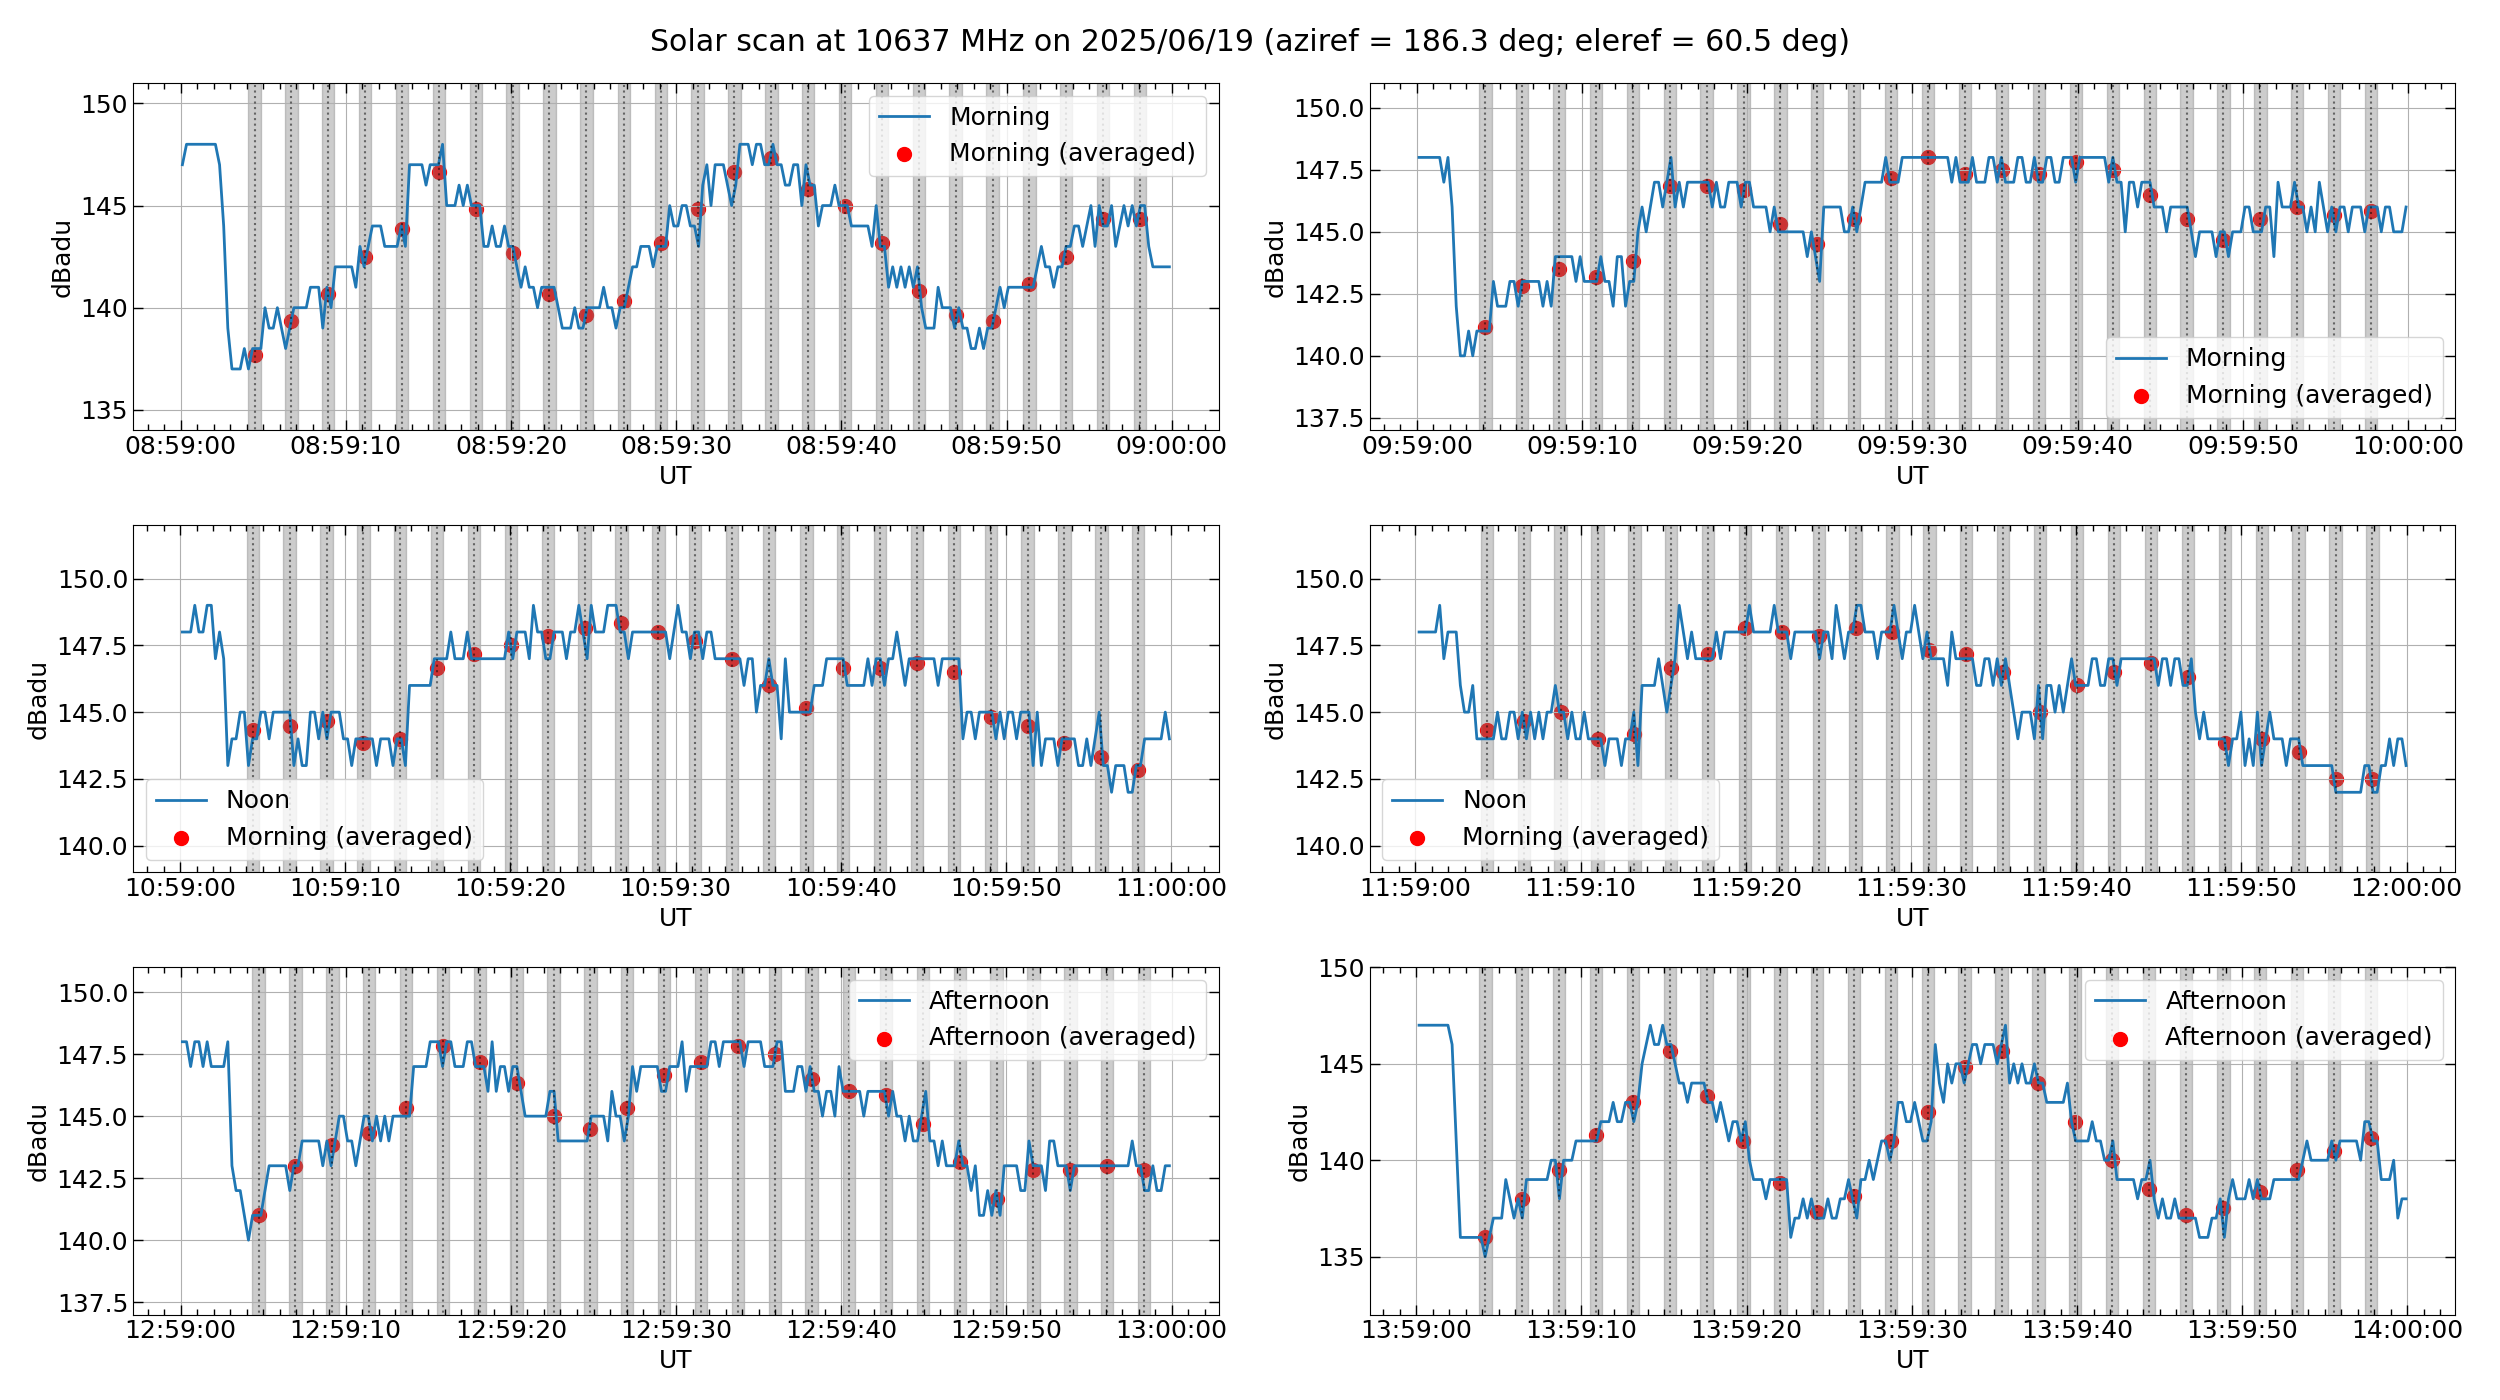 Solar scan at 10637 MHz on 2025/06/19 (aziref = 186.3 deg; eleref = 60.5 deg)
150
145
140
135
dBadu
Morning
Morning (averaged)
08:59:00 08:59:10 08:59:20 08:59:30 08:59:40 08:59:50 09:00:00
UT
150.0
147.5
145.0
142.5
140.0
137.5
dBadu
Morning
Morning (averaged)
09:59:00 09:59:10 09:59:20 09:59:30 09:59:40 09:59:50 10:00:00
UT
150.0
147.5
145.0
142.5
140.0
dBadu
Noon
Morning (averaged)
10:59:00 10:59:10 10:59:20 10:59:30 10:59:40 10:59:50 11:00:00
UT
150.0
147.5
145.0
142.5
140.0
dBadu
Noon
Morning (averaged)
11:59:00 11:59:10 11:59:20 11:59:30 11:59:40 11:59:50 12:00:00
UT
150.0
147.5
145.0
142.5
140.0
137.5
dBadu
Afternoon
Afternoon (averaged)
12:59:00 12:59:10 12:59:20 12:59:30 12:59:40 12:59:50 13:00:00
UT
150
145
140
135
dBadu
Afternoon
Afternoon (averaged)
13:59:00 13:59:10 13:59:20 13:59:30 13:59:40 13:59:50 14:00:00
UT